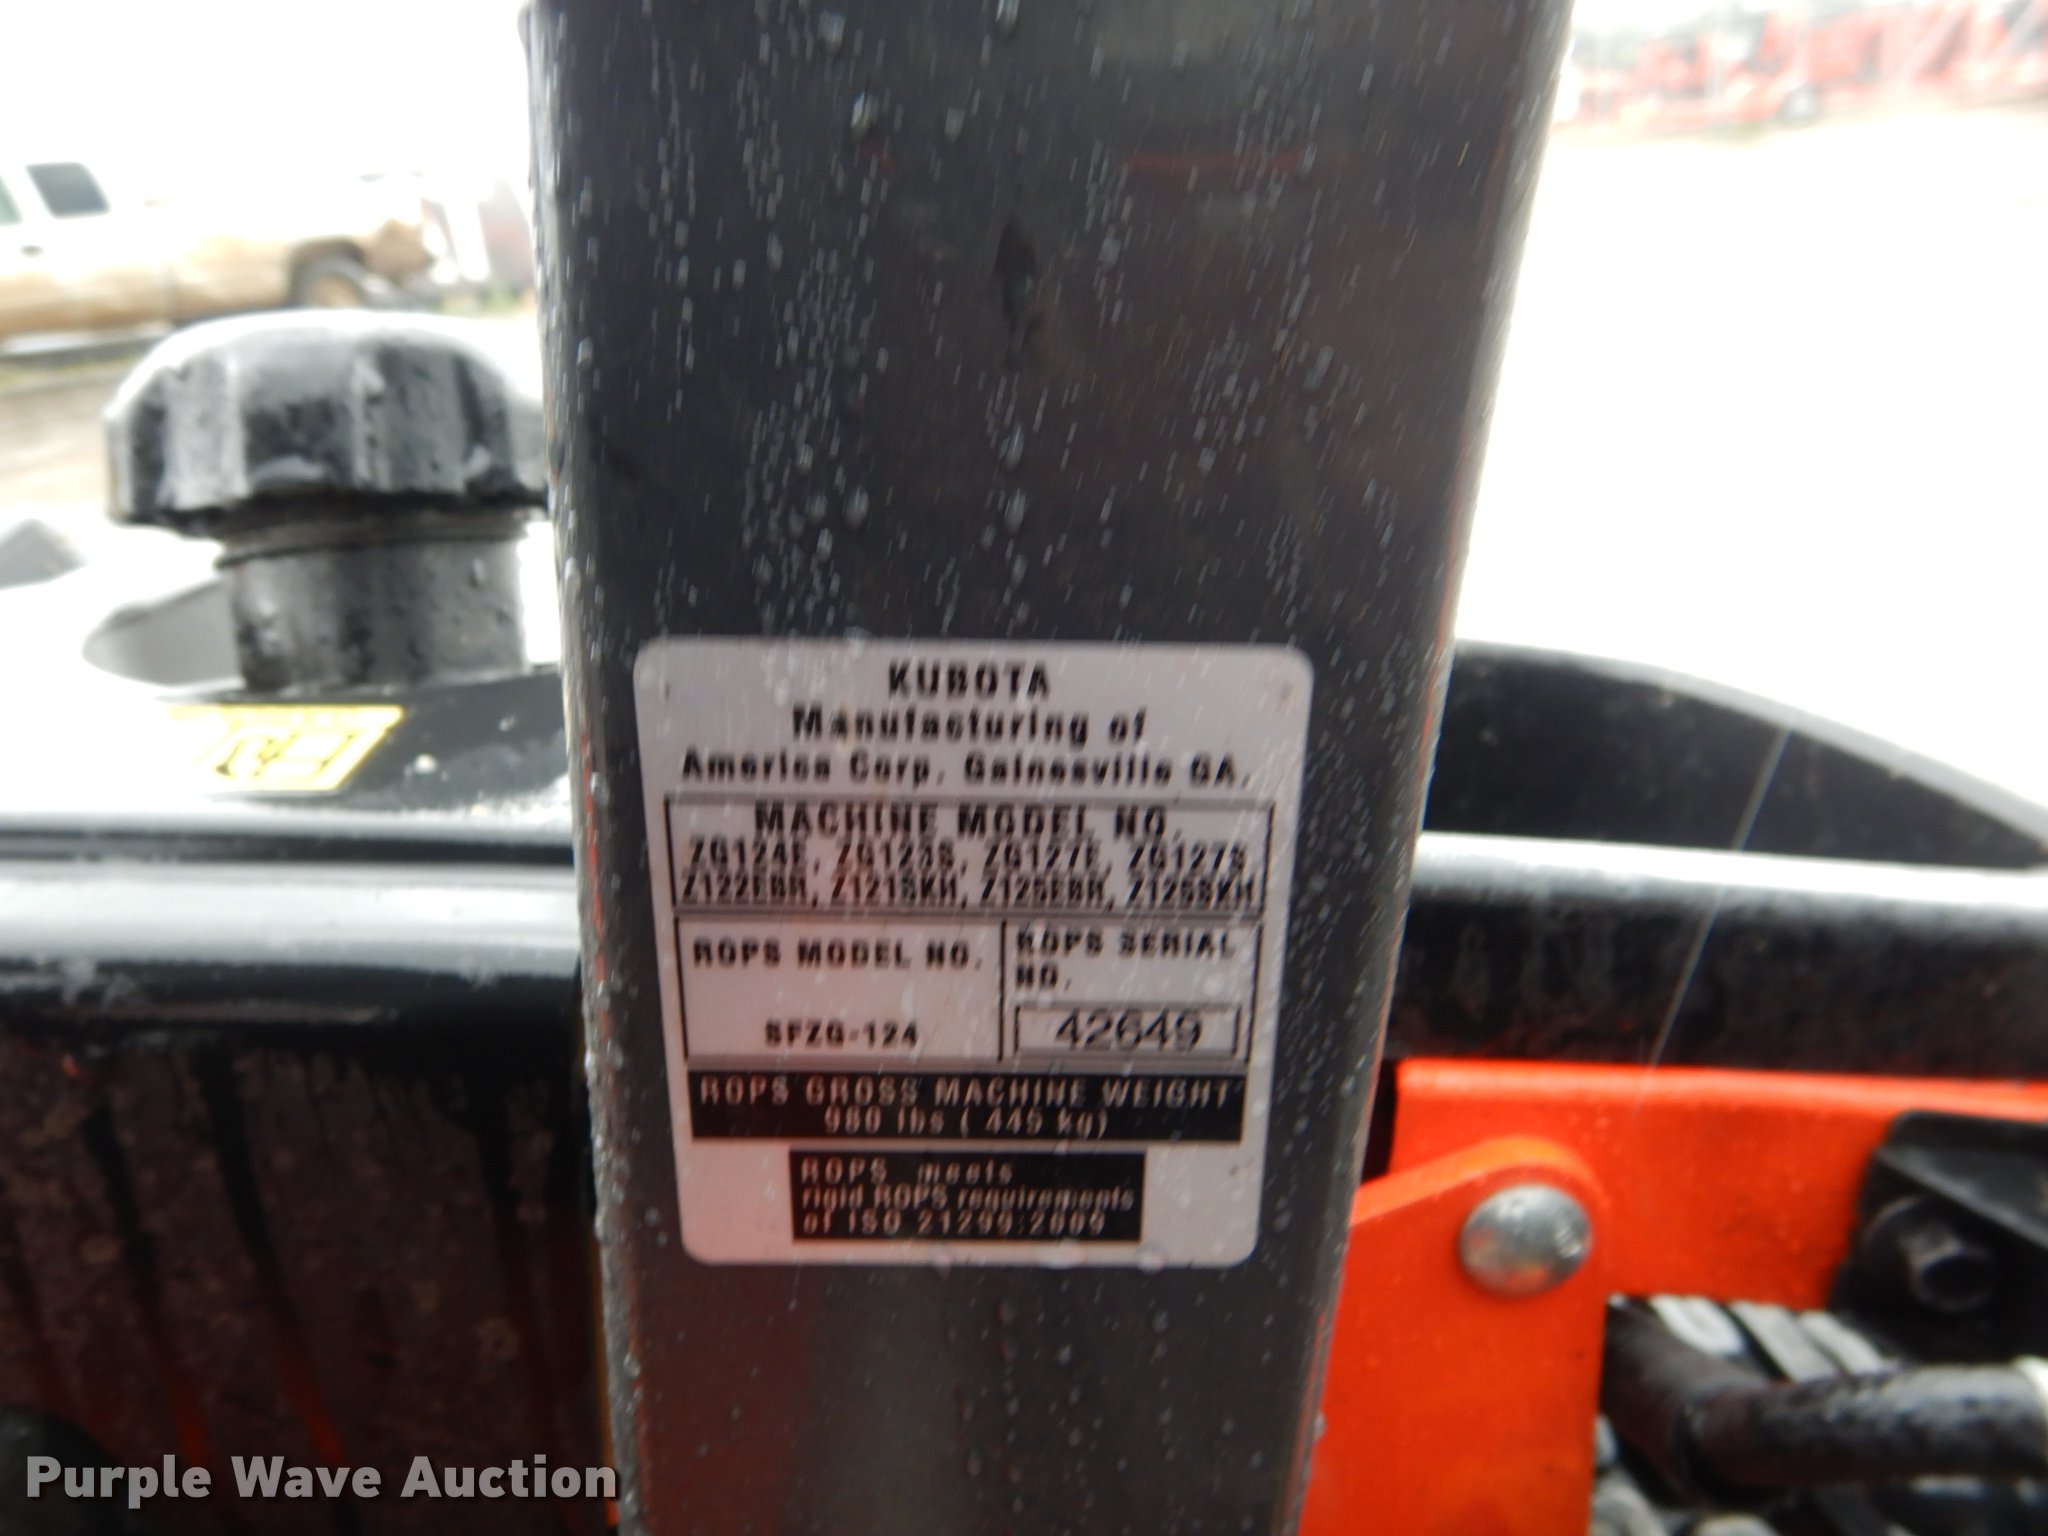 KUBOTA
Manufacturing of
America Corp. Gainesville GA.
MACHINE MODEL NO.
ZG124E, ZG123S, ZG127E, ZG127S
Z122EBR, Z121SKH, Z125EBR, Z125SKH
ROPS MODEL NO.
SFZG-124
ROPS SERIAL
NO.
42649
ROPS GROSS MACHINE WEIGHT
980 lbs ( 445 kg)
ROPS meets
rigid ROPS requirements
of ISO 21299:2009
Purple Wave Auction